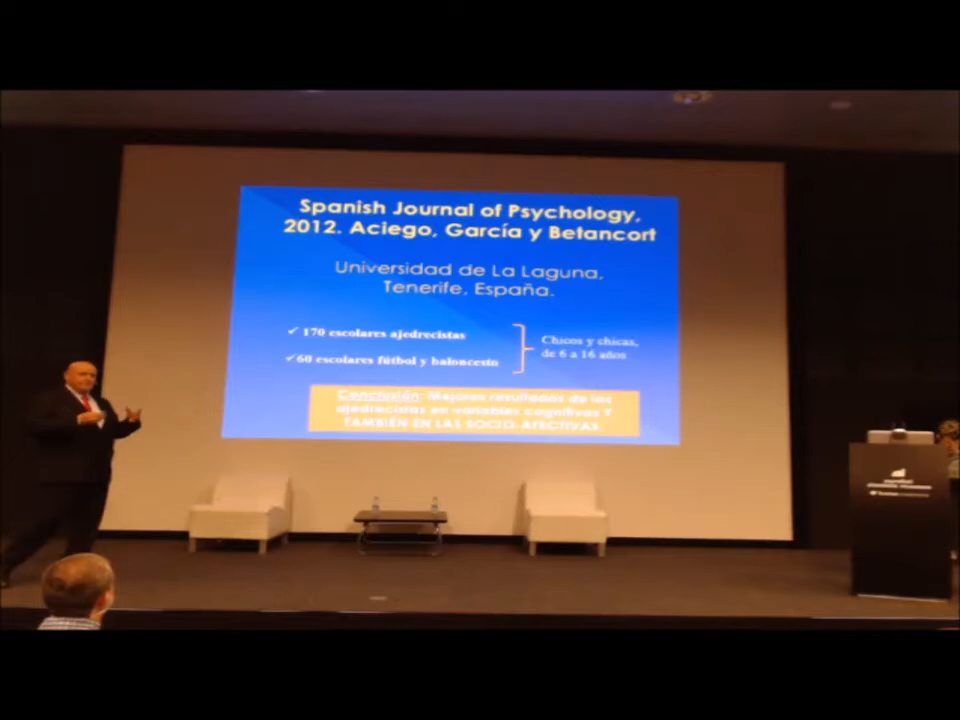 Spanish Journal of Psychology,
2012. Aciego, García y Betancort
Universidad de La Laguna,
Tenerife, España.
✓ 170 escolares ajedrecistas
✓ 60 escolares fútbol y baloncesto
Chicos y chicas,
de 6 a 16 años
Conclusión: Mejores resultados de los
ajedrecistas en variables cognitivas Y
TAMBIÉN EN LAS SOCIO-AFECTIVAS